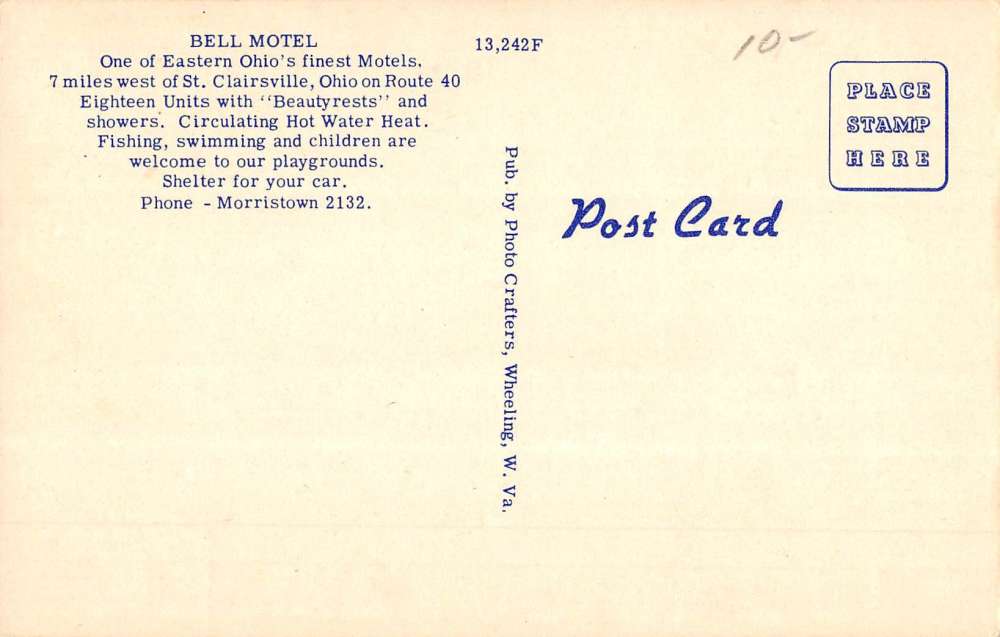 BELL MOTEL
One of Eastern Ohio's finest Motels.
7 miles west of St. Clairsville, Ohio on Route 40
Eighteen Units with "Beautyrests" and
showers. Circulating Hot Water Heat.
Fishing, swimming and children are
welcome to our playgrounds.
Shelter for your car.
Phone - Morristown 2132.
13,242F
Pub. by Photo Crafters, Wheeling, W. Va.
10-
PLACE
STAMP
HERE
Post Card